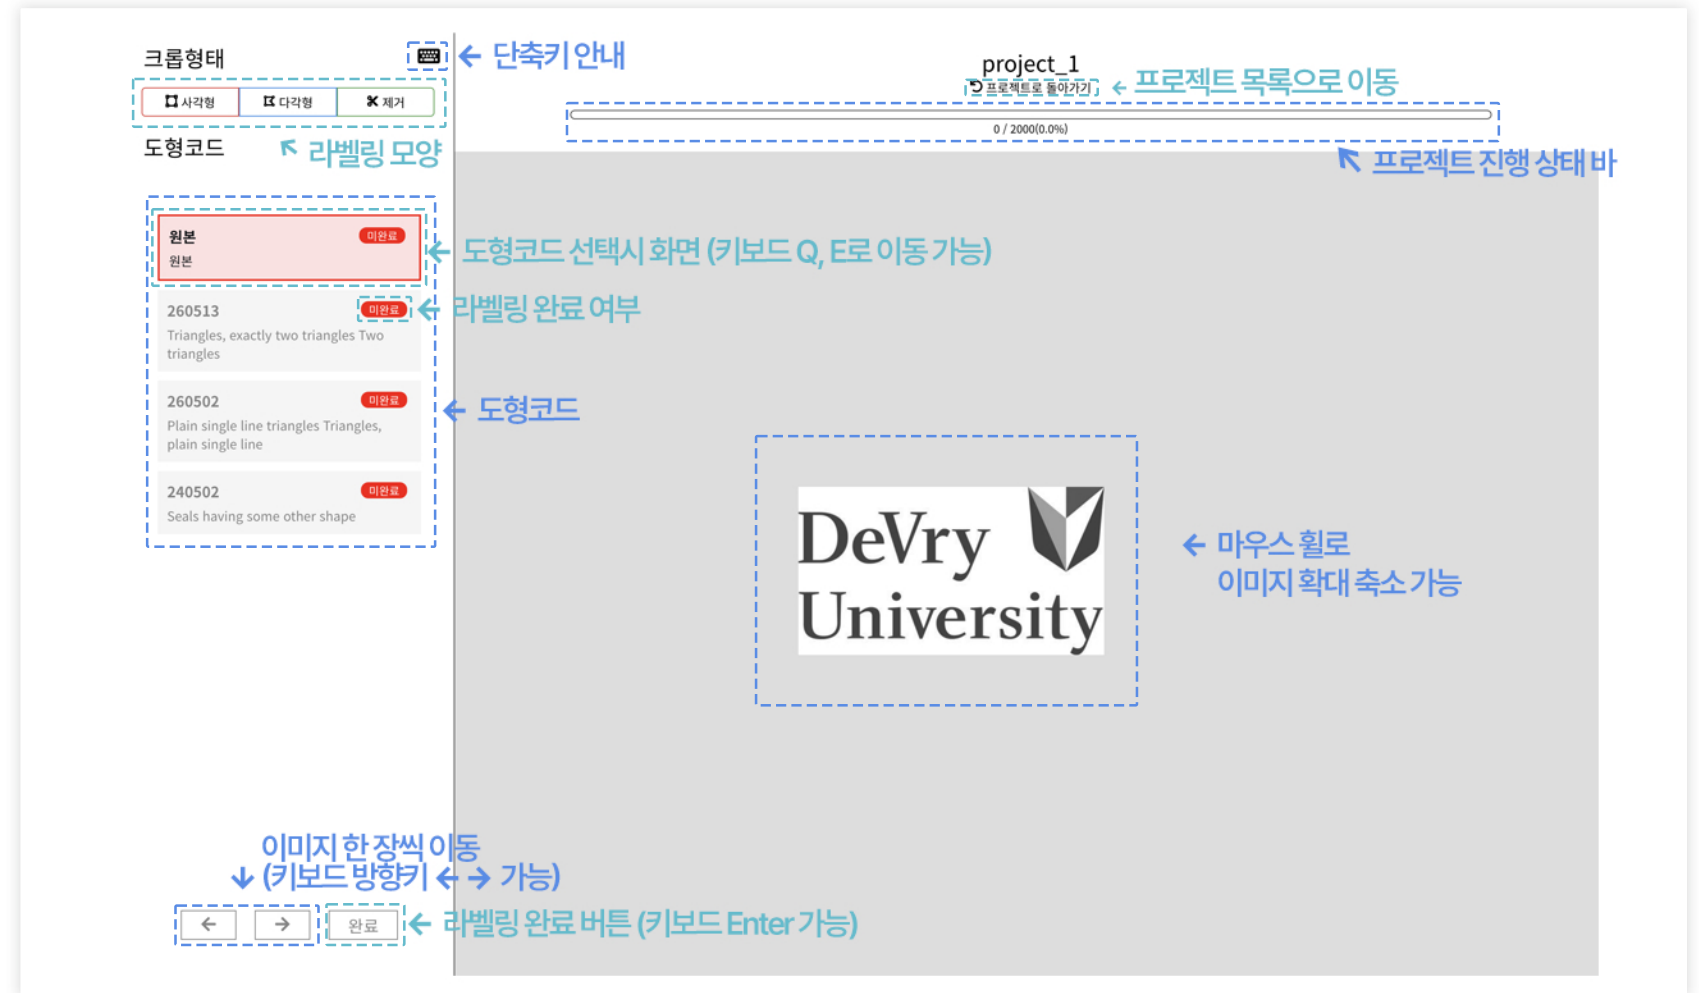 크롭형태
← 단축키 안내
사각형
다각형
제거
도형코드
↖ 라벨링 모양
project_1
프로젝트로 돌아가기
← 프로젝트 목록으로 이동
0 / 2000(0.0%)
↖ 프로젝트 진행 상태 바
원본
미완료
원본
← 도형코드 선택시 화면 (키보드 Q, E로 이동 가능)
260513
미완료
← 라벨링 완료 여부
Triangles, exactly two triangles Two
triangles
260502
미완료
← 도형코드
Plain single line triangles Triangles,
plain single line
240502
미완료
Seals having some other shape
DeVry
University
← 마우스 휠로
이미지 확대 축소 가능
이미지 한 장씩 이동
↓ (키보드 방향키 ← → 가능)
←
→
완료
← 라벨링 완료 버튼 (키보드 Enter 가능)